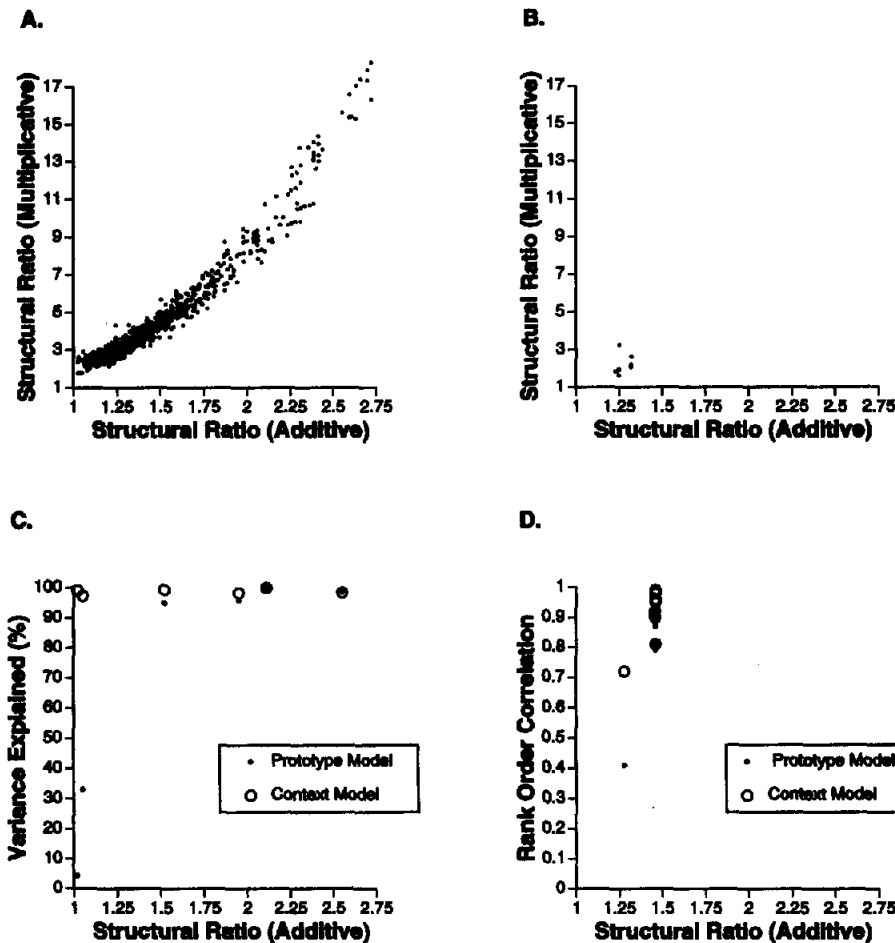 A.
Structural Ratio (Multiplicative)
17
15
13
11
9
7
5
3
1
1 1.25 1.5 1.75 2 2.25 2.5 2.75
Structural Ratio (Additive)
B.
Structural Ratio (Multiplicative)
17
15
13
11
9
7
5
3
1
1 1.25 1.5 1.75 2 2.25 2.5 2.75
Structural Ratio (Additive)
C.
Variance Explained (%)
100
90
80
70
60
50
40
30
20
10
0
Prototype Model
Context Model
1 1.25 1.5 1.75 2 2.25 2.5 2.75
Structural Ratio (Additive)
D.
Rank Order Correlation
1
0.9
0.8
0.7
0.6
0.5
0.4
0.3
0.2
0.1
0
Prototype Model
Context Model
1 1.25 1.5 1.75 2 2.25 2.5 2.75
Structural Ratio (Additive)